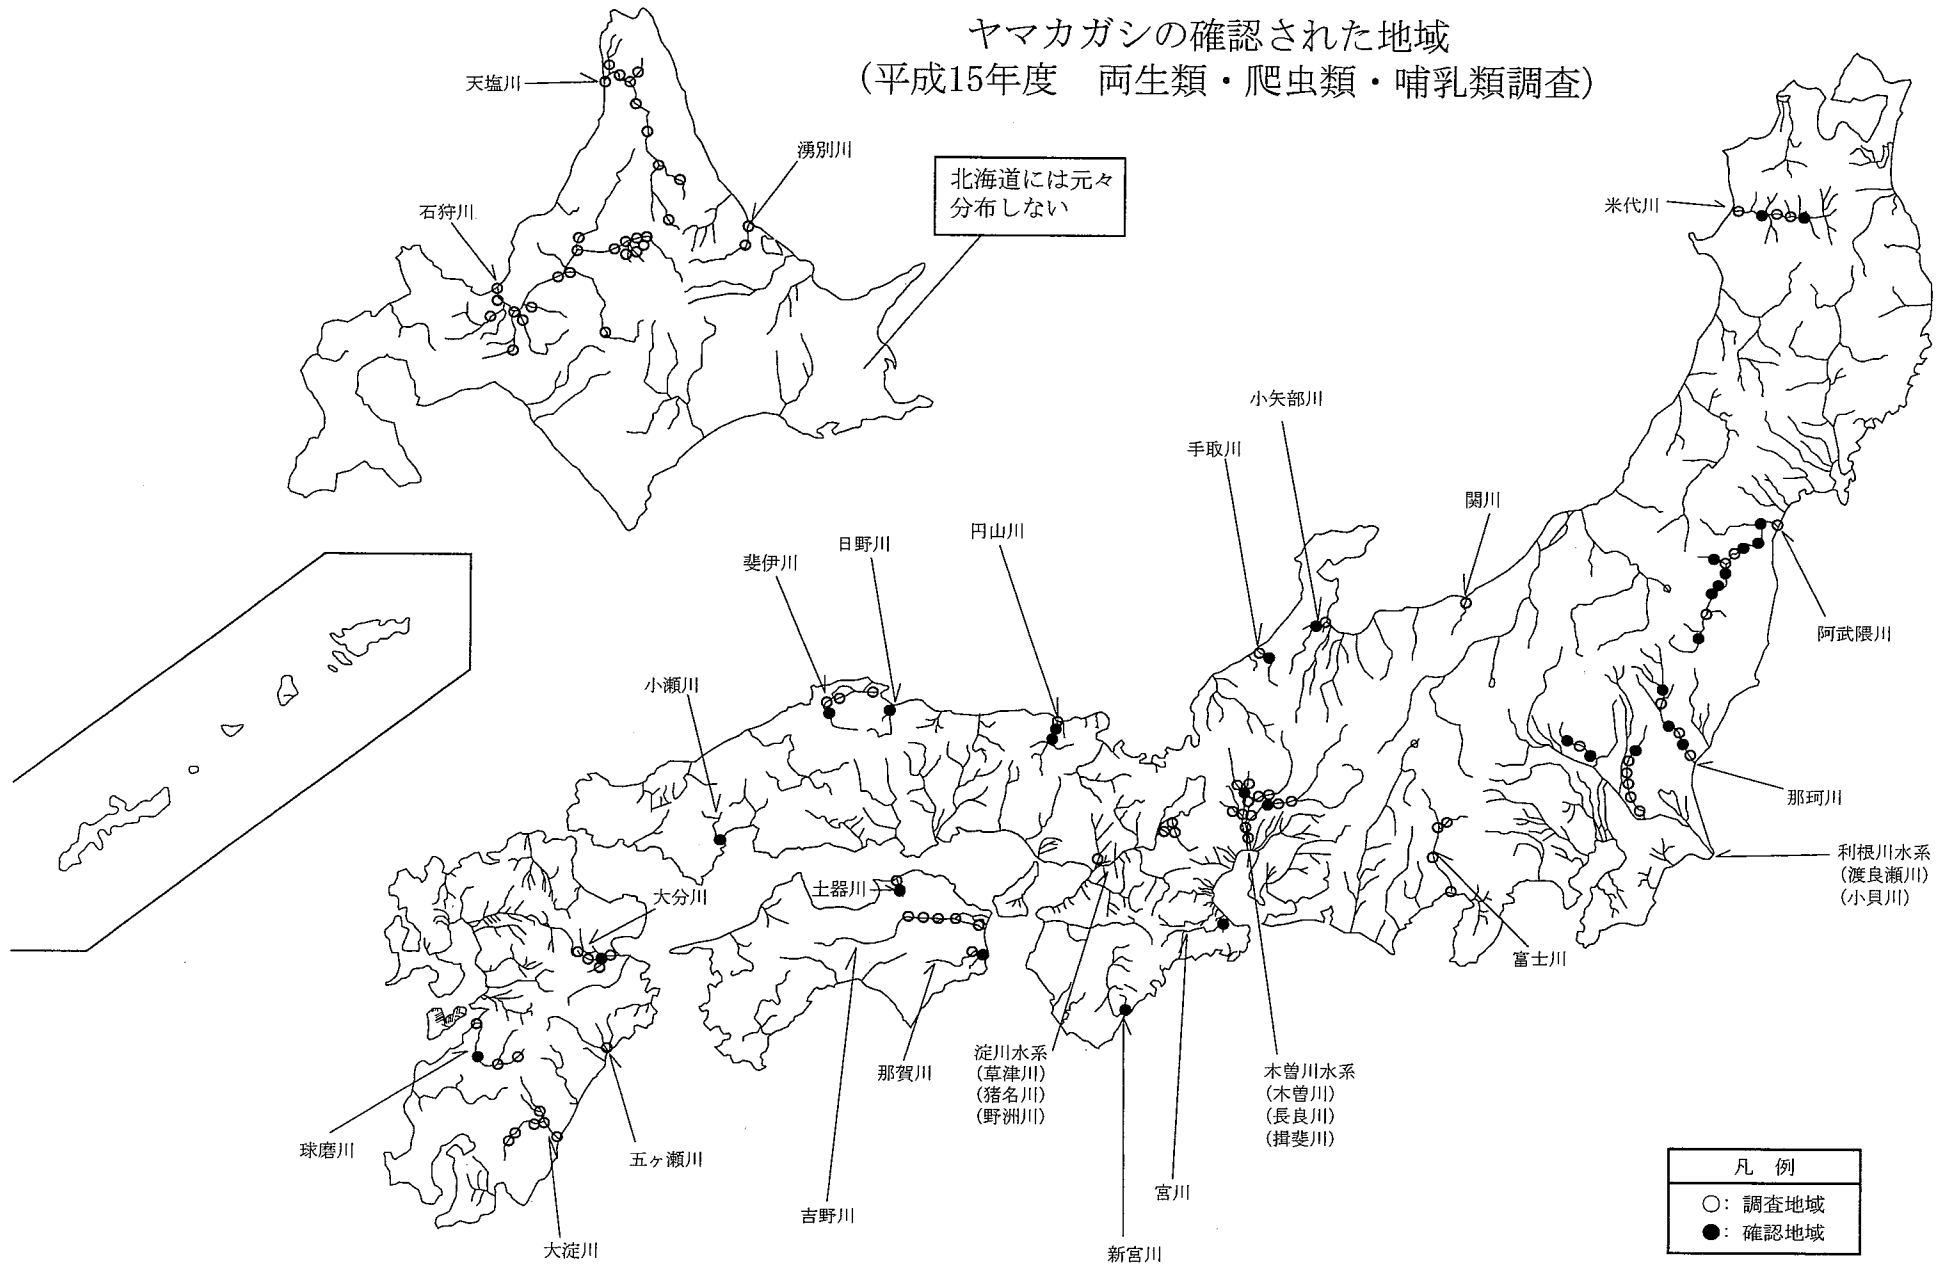 ヤマカガシの確認された地域
(平成15年度　両生類・爬虫類・哺乳類調査)
天塩川
湧別川
石狩川
北海道には元々
分布しない
米代川
小矢部川
手取川
関川
円山川
日野川
斐伊川
小瀬川
阿武隈川
那珂川
利根川水系
(渡良瀬川)
(小貝川)
土器川
大分川
富士川
那賀川
淀川水系
(草津川)
(猪名川)
(野洲川)
木曽川水系
(木曽川)
(長良川)
(揖斐川)
球磨川
五ヶ瀬川
宮川
吉野川
大淀川
新宮川
凡　例
○：調査地域
●：確認地域